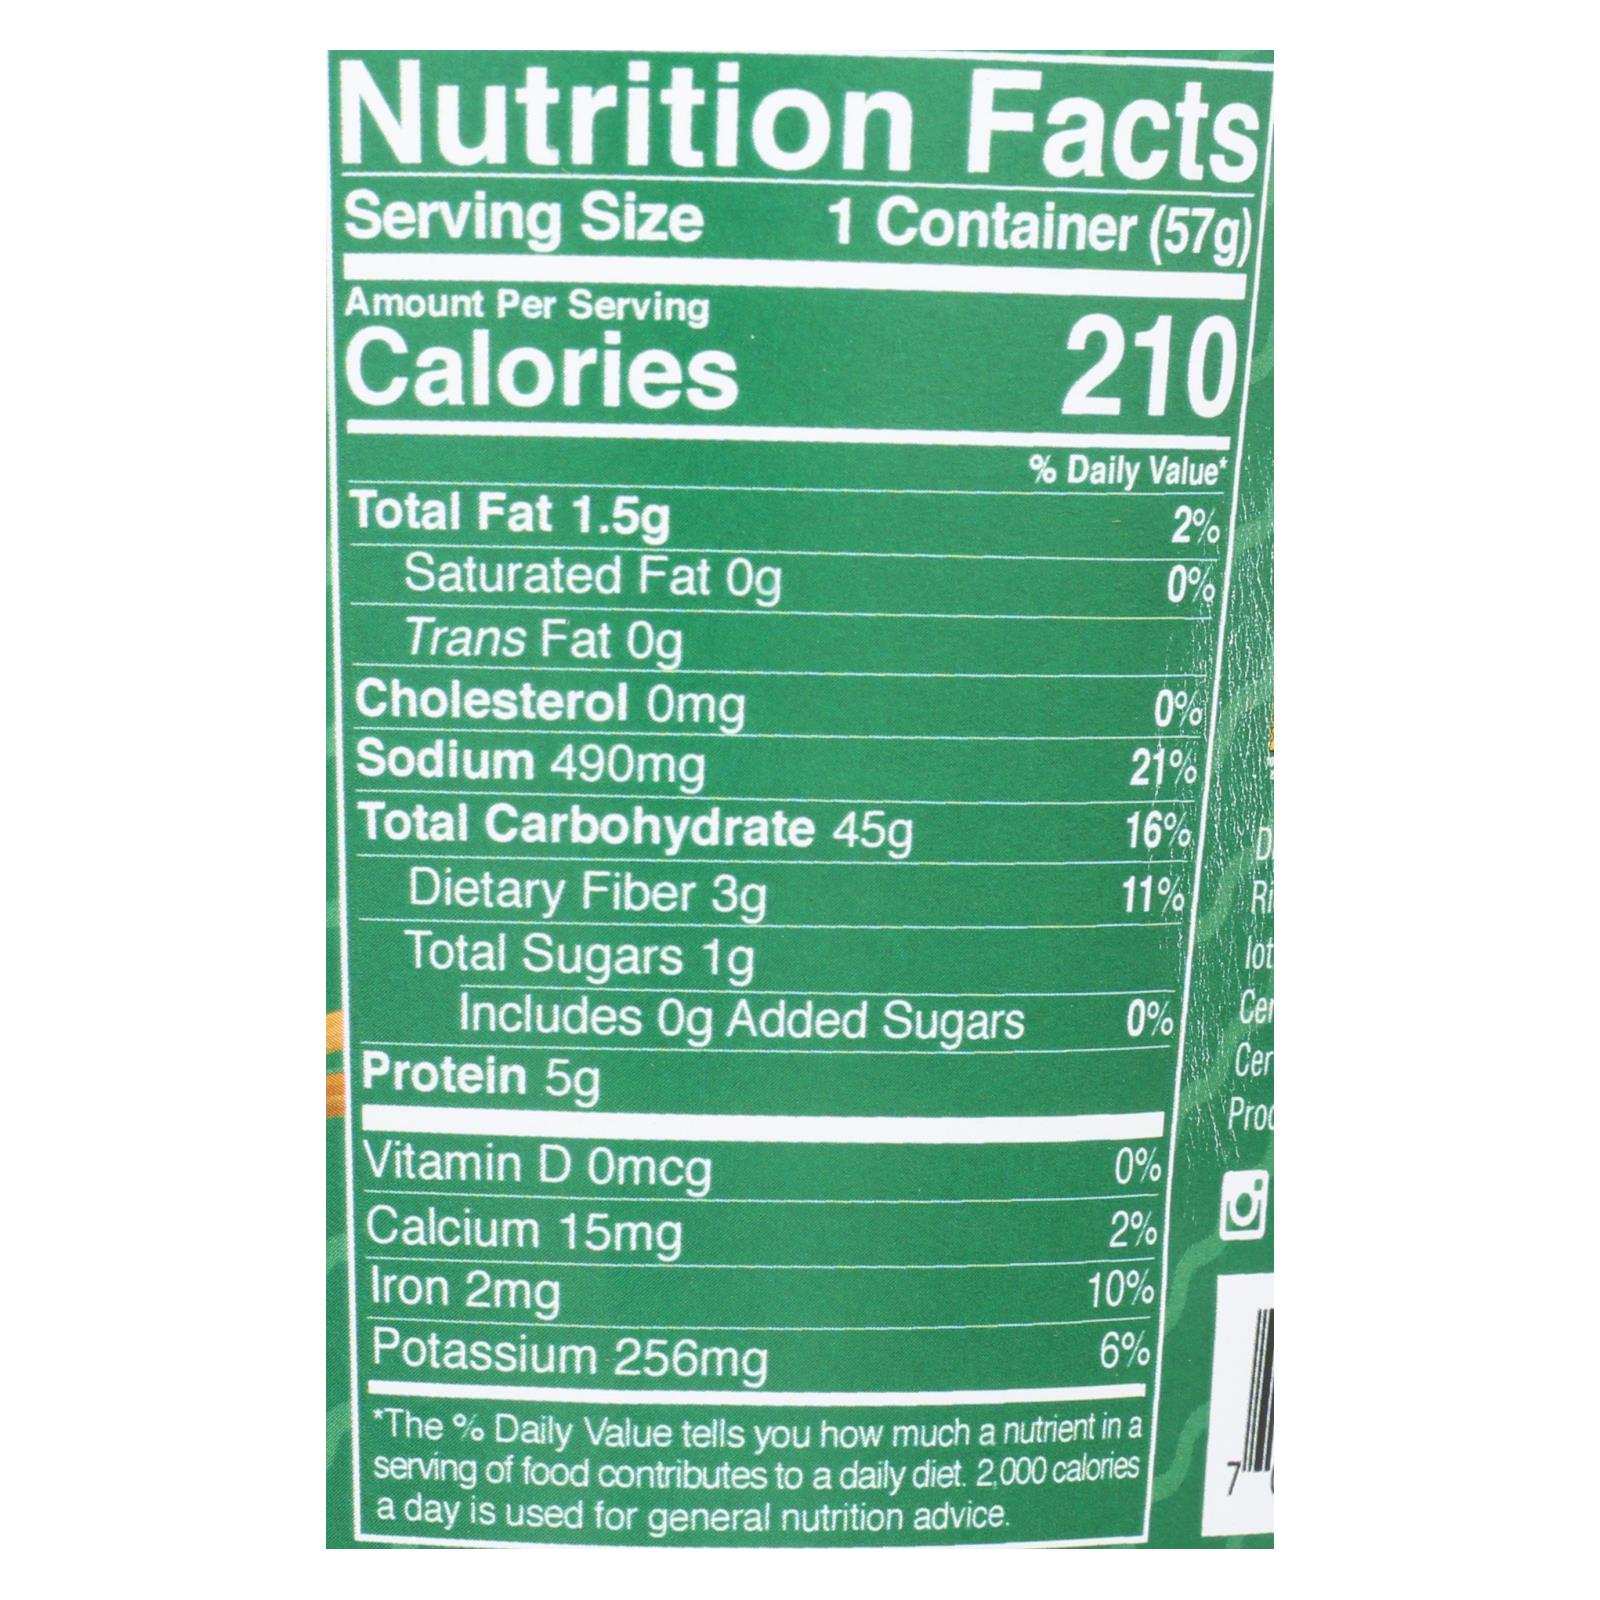 Nutrition Facts
Serving Size 1 Container (57g)
Amount Per Serving
Calories 210
% Daily Value*
Total Fat 1.5g 2%
Saturated Fat 0g 0%
Trans Fat 0g
Cholesterol 0mg 0%
Sodium 490mg 21%
Total Carbohydrate 45g 16%
Dietary Fiber 3g 11%
Total Sugars 1g
Includes 0g Added Sugars 0%
Protein 5g
Vitamin D 0mcg 0%
Calcium 15mg 2%
Iron 2mg 10%
Potassium 256mg 6%
*The % Daily Value tells you how much a nutrient in a
serving of food contributes to a daily diet. 2,000 calories
a day is used for general nutrition advice.
7